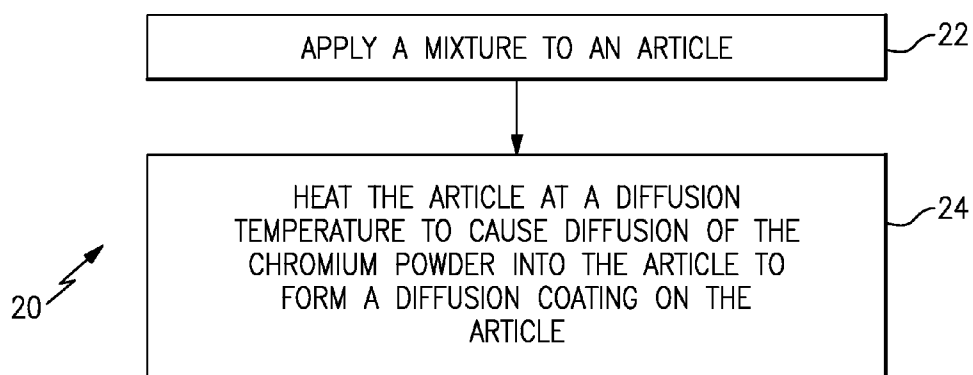 APPLY A MIXTURE TO AN ARTICLE
22
HEAT THE ARTICLE AT A DIFFUSION
TEMPERATURE TO CAUSE DIFFUSION OF THE
CHROMIUM POWDER INTO THE ARTICLE TO
FORM A DIFFUSION COATING ON THE
ARTICLE
24
20